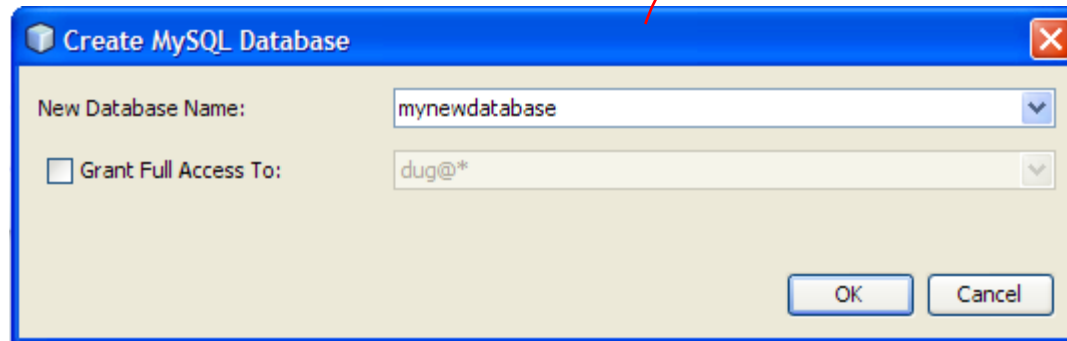 Create MySQL Database
New Database Name: mynewdatabase
Grant Full Access To: dug@*
OK Cancel